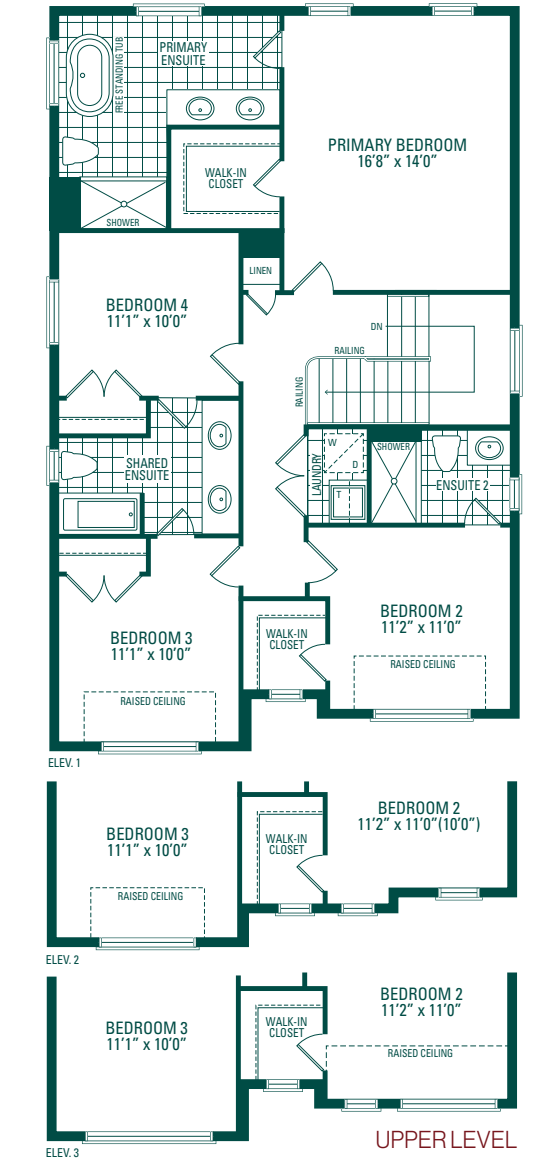 PRIMARY
ENSUITE
FREE STANDING TUB
PRIMARY BEDROOM
16'8" x 14'0"
WALK-IN
CLOSET
SHOWER
LINEN
BEDROOM 4
11'1" x 10'0"
DN
RAILING
RAILING
SHARED
ENSUITE
LAUNDRY
W
D
T
SHOWER
ENSUITE 2
BEDROOM 3
11'1" x 10'0"
RAISED CEILING
WALK-IN
CLOSET
BEDROOM 2
11'2" x 11'0"
RAISED CEILING
ELEV. 1
BEDROOM 3
11'1" x 10'0"
RAISED CEILING
WALK-IN
CLOSET
BEDROOM 2
11'2" x 11'0"(10'0")
ELEV. 2
BEDROOM 3
11'1" x 10'0"
WALK-IN
CLOSET
BEDROOM 2
11'2" x 11'0"
RAISED CEILING
ELEV. 3
UPPER LEVEL